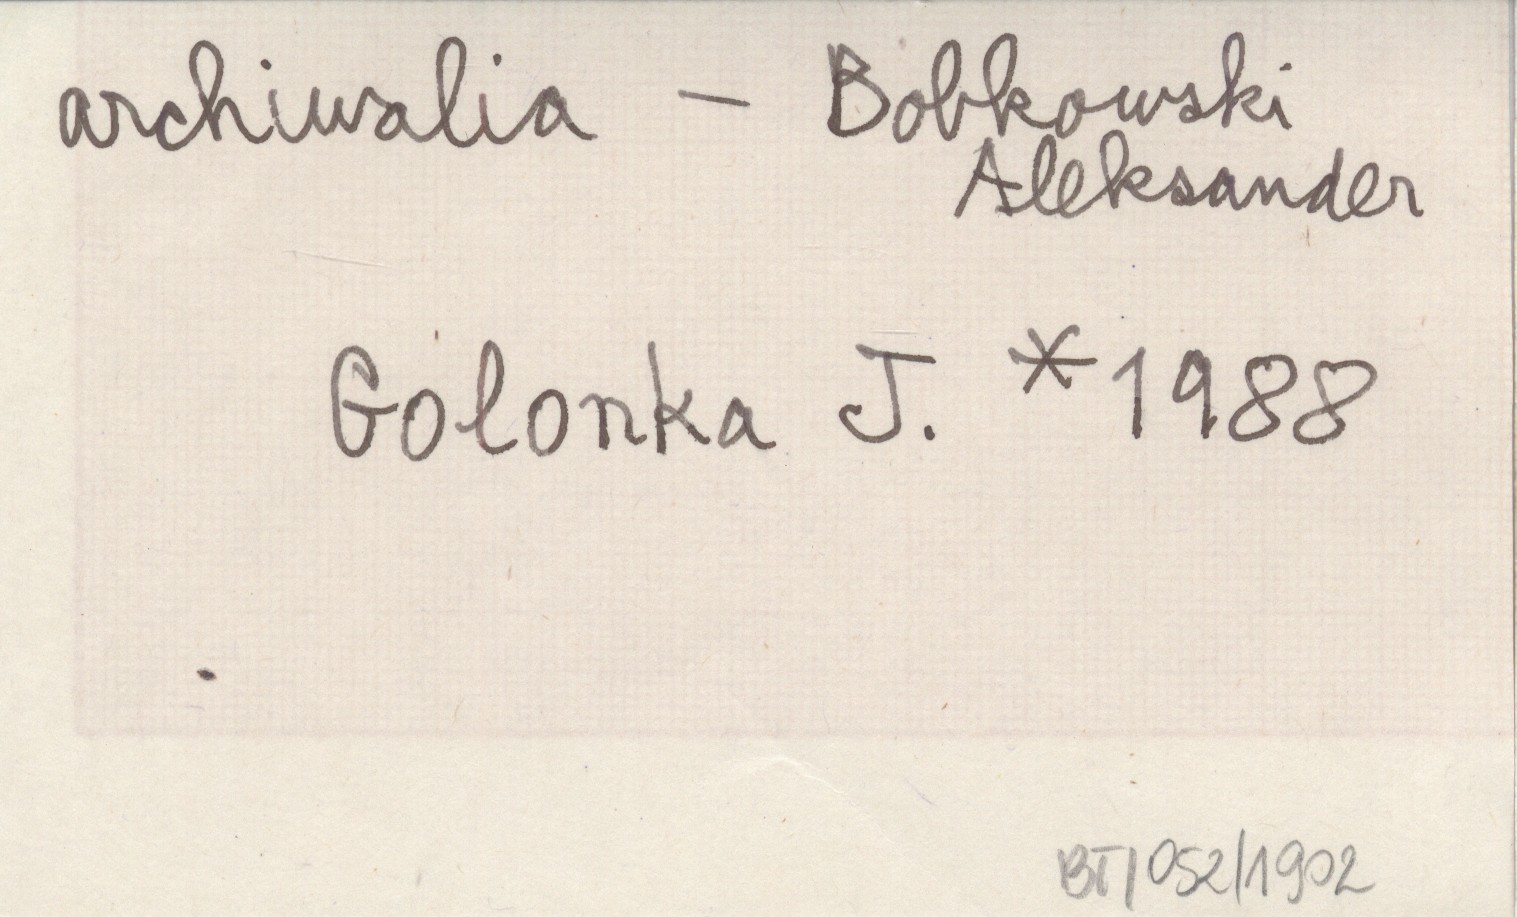 archiwalia - Bobkowski
Aleksander
Golonka J. *1988
BT/052/1902